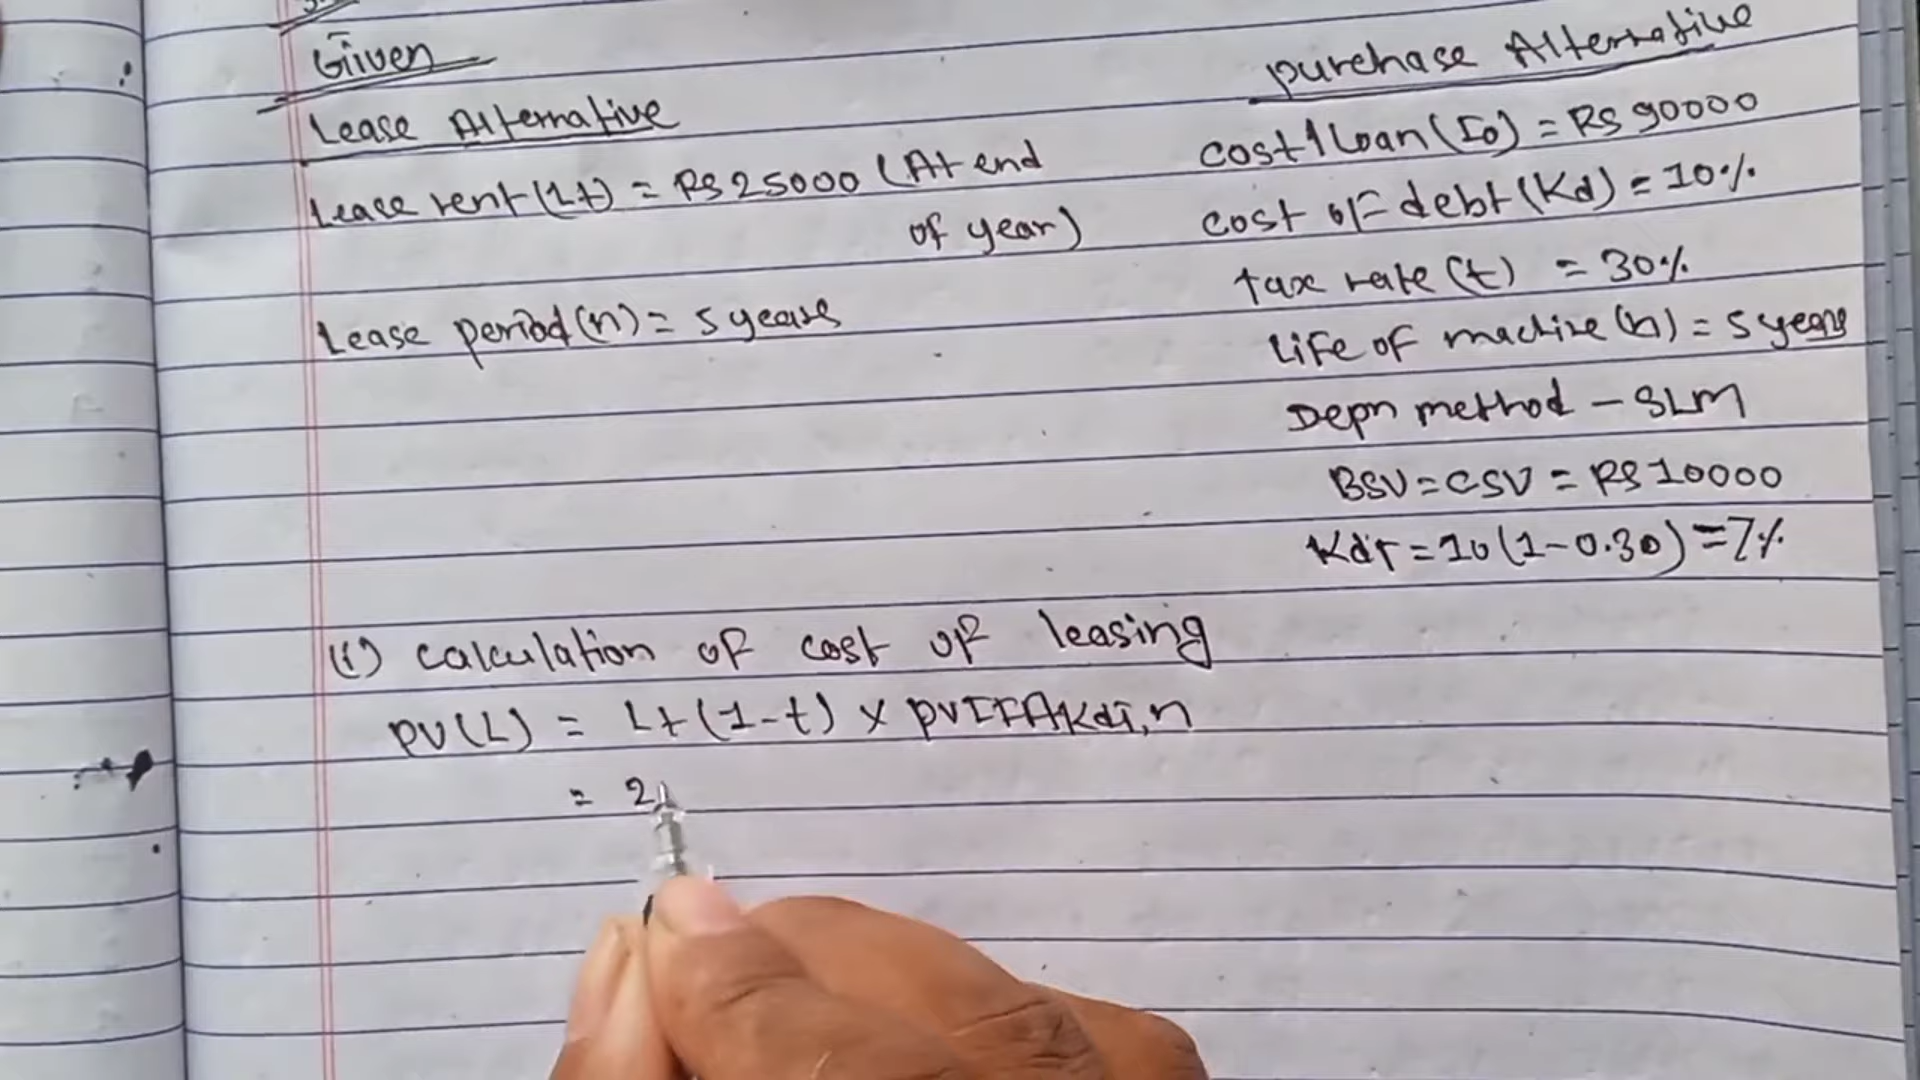 Given
Lease Alternative
Lease rent (Lt) = RS 25000 (At end
of year)
Lease period (n) = 5 years
purchase Alternative
cost/Loan (I0) = RS 90000
cost of debt (Kd) = 10%
tax rate (t) = 30%
Life of machine (n) = 5 years
Depn method - SLM
BSV = CSV = RS 10000
KdT = 10 (1-0.30) = 7%
(i) calculation of cost of leasing
PV(L) = Lt (1-t) x PVIFA KdT, n
= 2